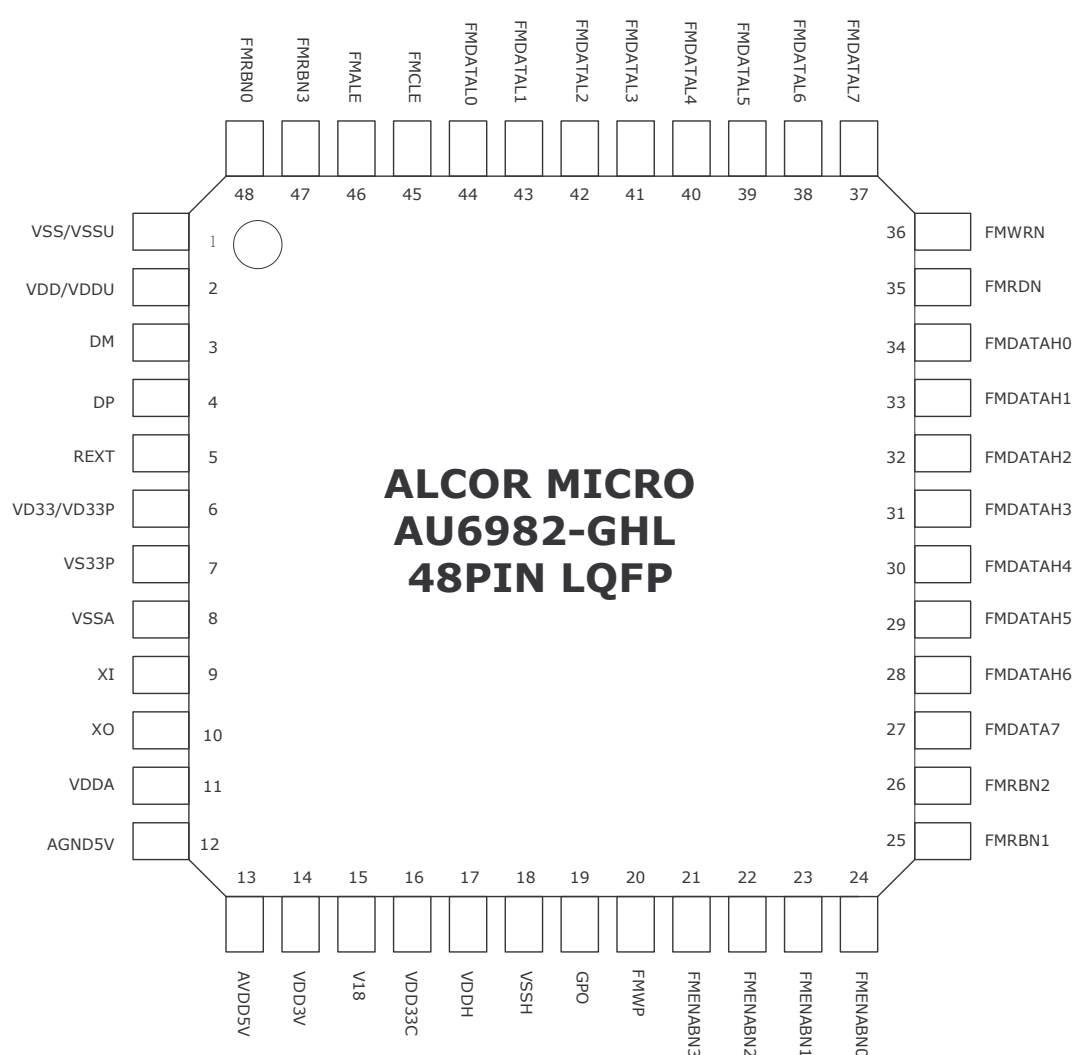 FMRBN0
FMRBN3
FMALE
FMCLE
FMDATAL0
FMDATAL1
FMDATAL2
FMDATAL3
FMDATAL4
FMDATAL5
FMDATAL6
FMDATAL7
48 47 46 45 44 43 42 41 40 39 38 37
VSS/VSSU 1 36 FMWRN
VDD/VDDU 2 35 FMRDN
DM 3 34 FMDATAH0
DP 4 33 FMDATAH1
REXT 5 32 FMDATAH2
VD33/VD33P 6 31 FMDATAH3
VS33P 7 30 FMDATAH4
VSSA 8 29 FMDATAH5
XI 9 28 FMDATAH6
XO 10 27 FMDATA7
VDDA 11 26 FMRBN2
AGND5V 12 25 FMRBN1
ALCOR MICRO
AU6982-GHL
48PIN LQFP
13 14 15 16 17 18 19 20 21 22 23 24
AVDD5V
VDD3V
V18
VDD33C
VDDH
VSSH
GPO
FMWP
FMENABN3
FMENABN2
FMENABN1
FMENABN0